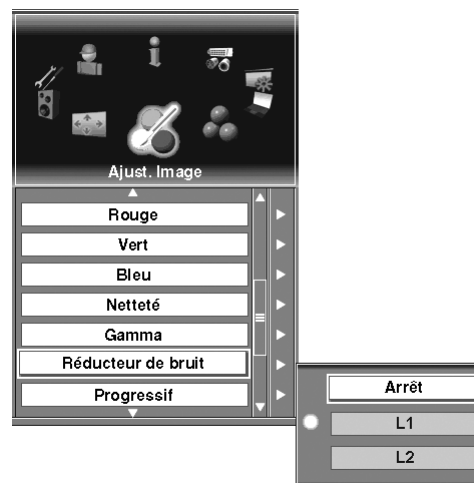 Ajust. Image
Rouge
Vert
Bleu
Netteté
Gamma
Réducteur de bruit
Progressif
Arrêt
L1
L2